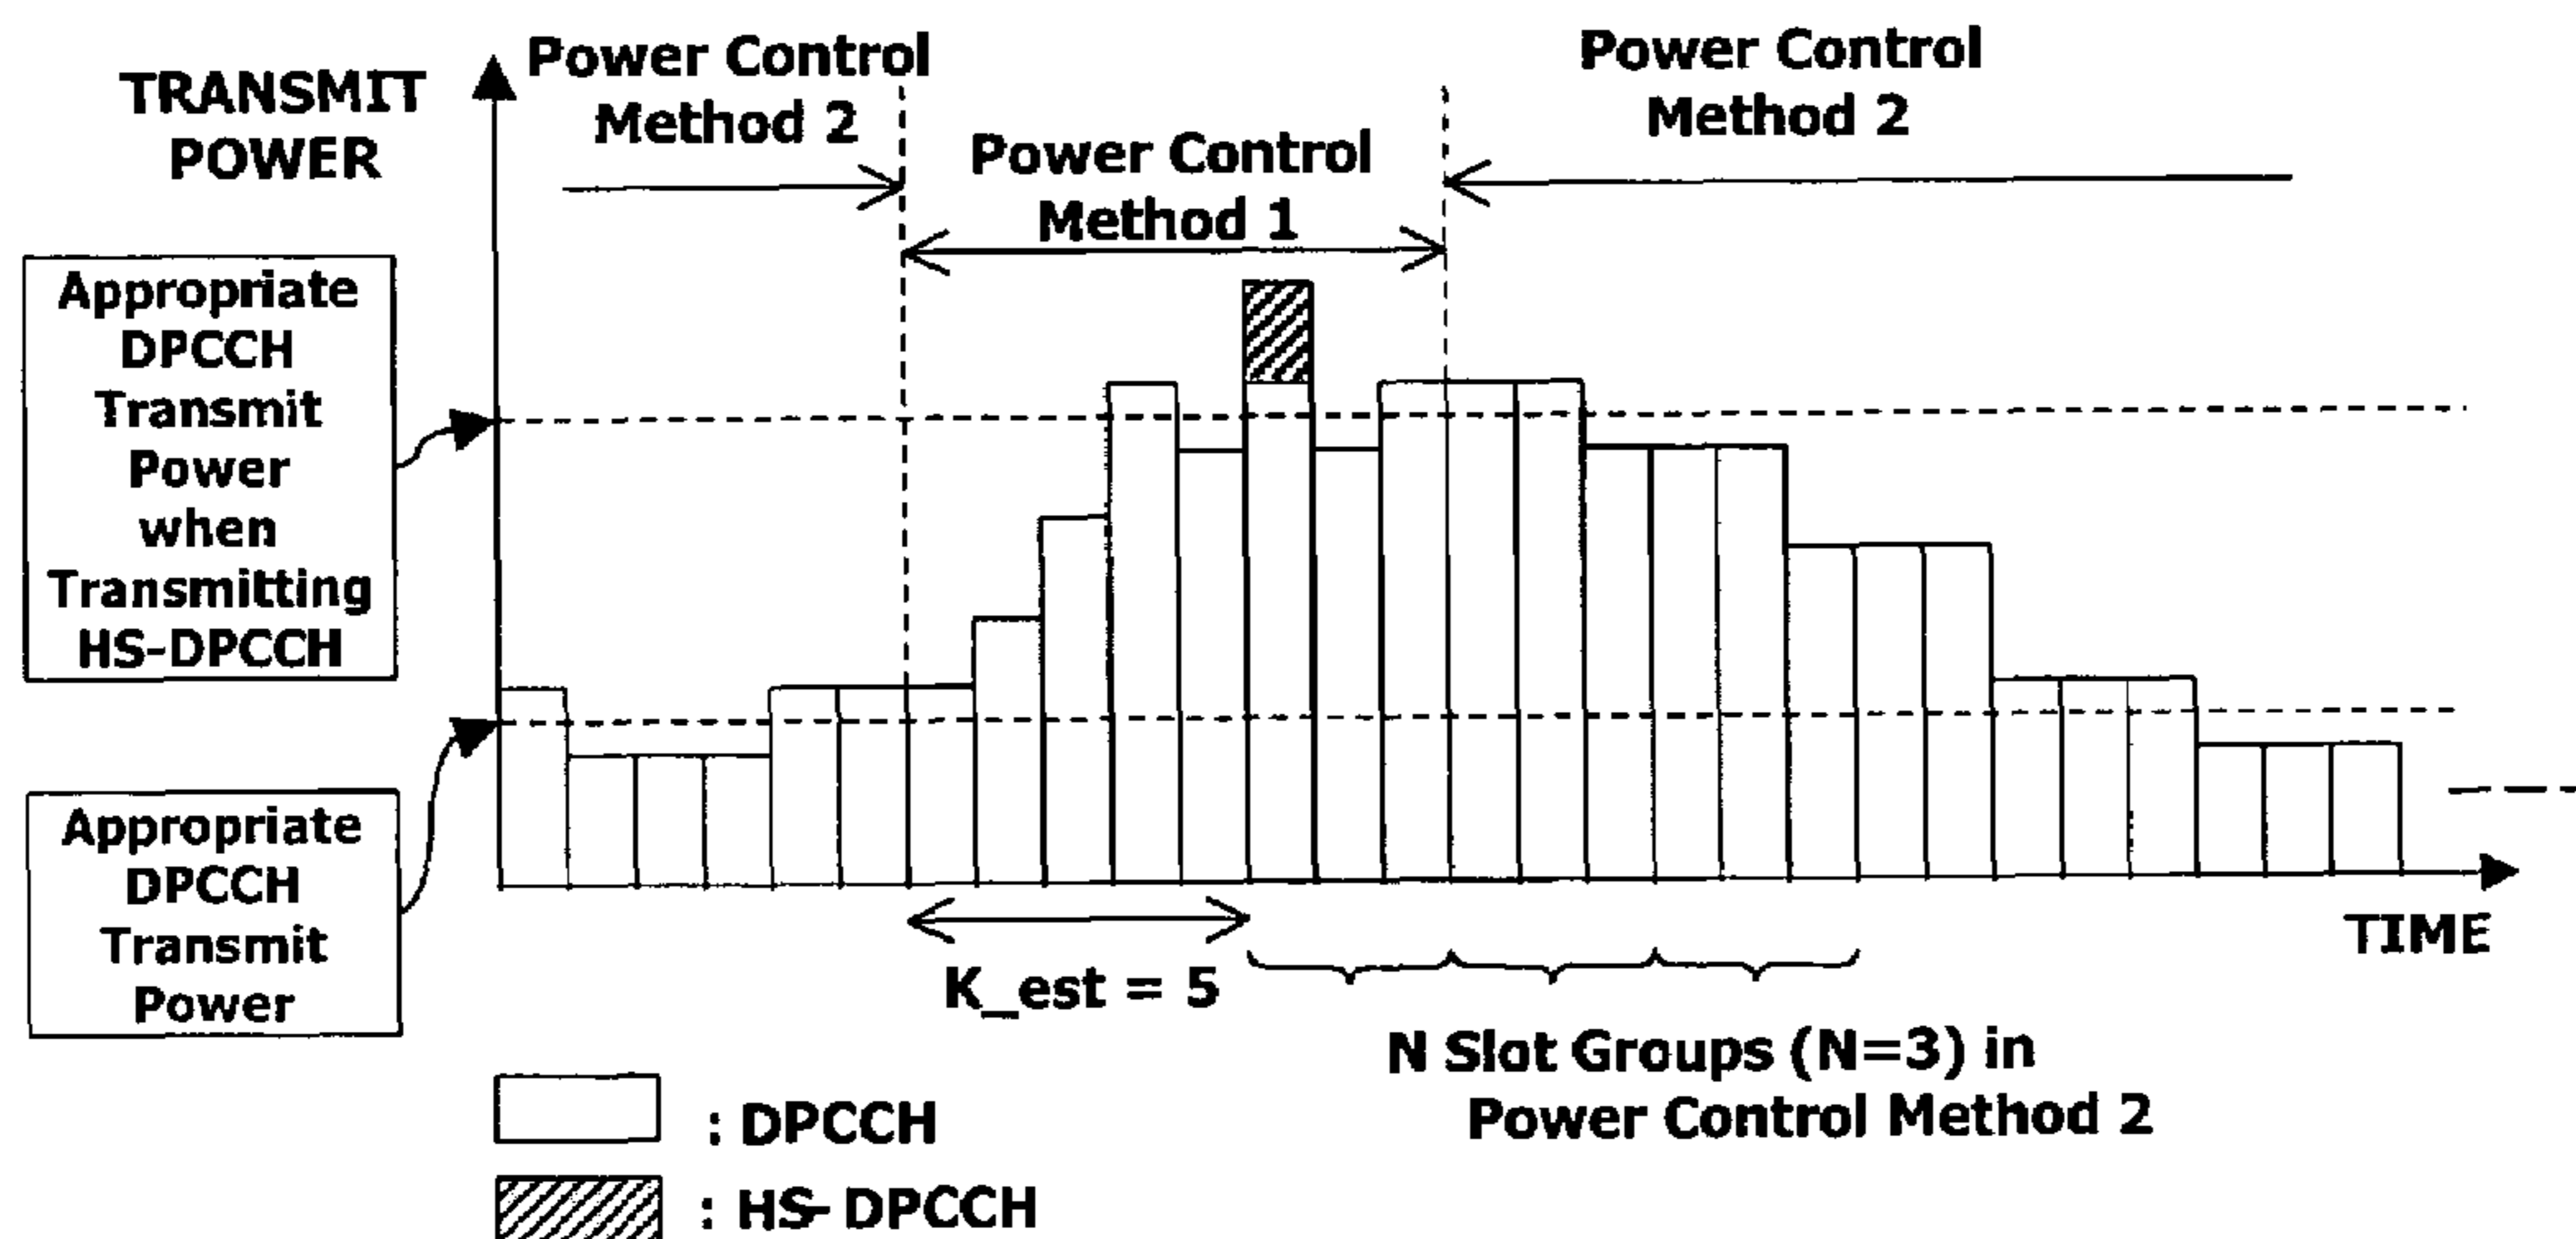 TRANSMIT
POWER
Power Control
Method 2
Power Control
Method 1
Power Control
Method 2
Appropriate
DPCCH
Transmit
Power
when
Transmitting
HS-DPCCH
Appropriate
DPCCH
Transmit
Power
K_est = 5
TIME
N Slot Groups (N=3) in
Power Control Method 2
: DPCCH
: HS-DPCCH